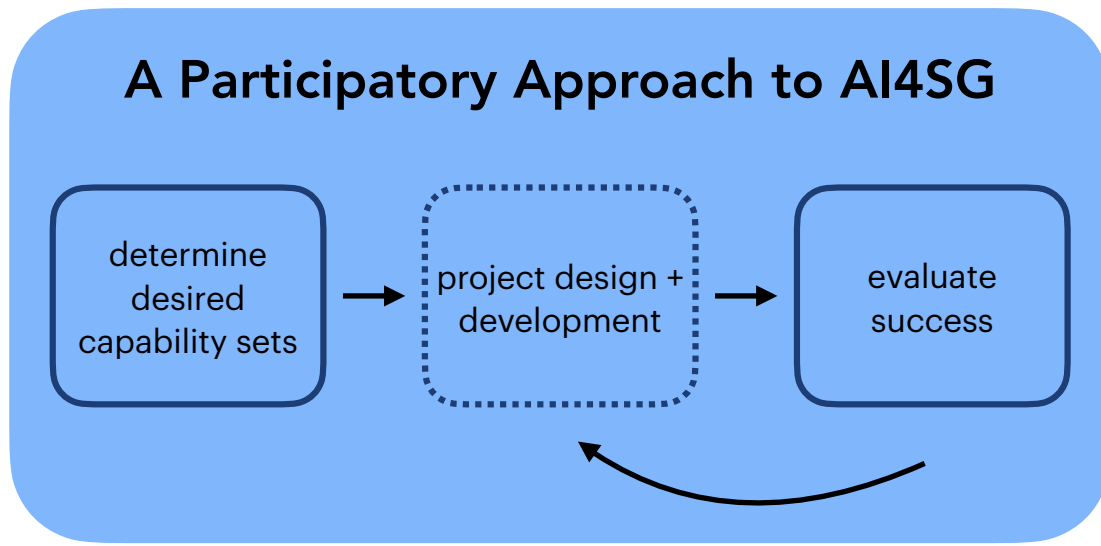 A Participatory Approach to AI4SG
determine
desired
capability sets
project design +
development
evaluate
success